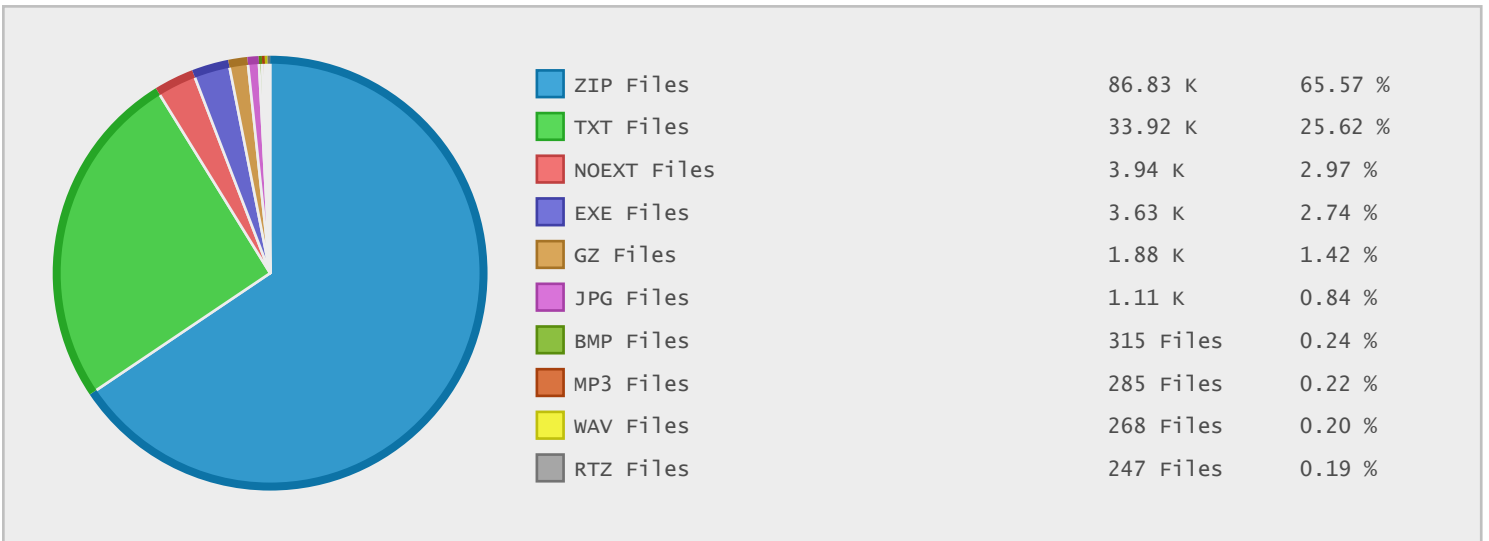 ZIP Files 86.83 K 65.57 %
TXT Files 33.92 K 25.62 %
NOEXT Files 3.94 K 2.97 %
EXE Files 3.63 K 2.74 %
GZ Files 1.88 K 1.42 %
JPG Files 1.11 K 0.84 %
BMP Files 315 Files 0.24 %
MP3 Files 285 Files 0.22 %
WAV Files 268 Files 0.20 %
RTZ Files 247 Files 0.19 %